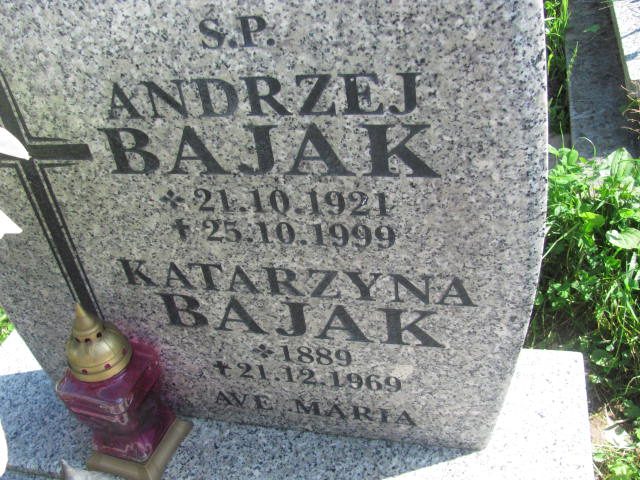 S.P.
ANDRZEJ
BAJAK
* 21.10.1921
† 25.10.1999
KATARZYNA
BAJAK
* 1889
† 21.12.1969
AVE MARIA